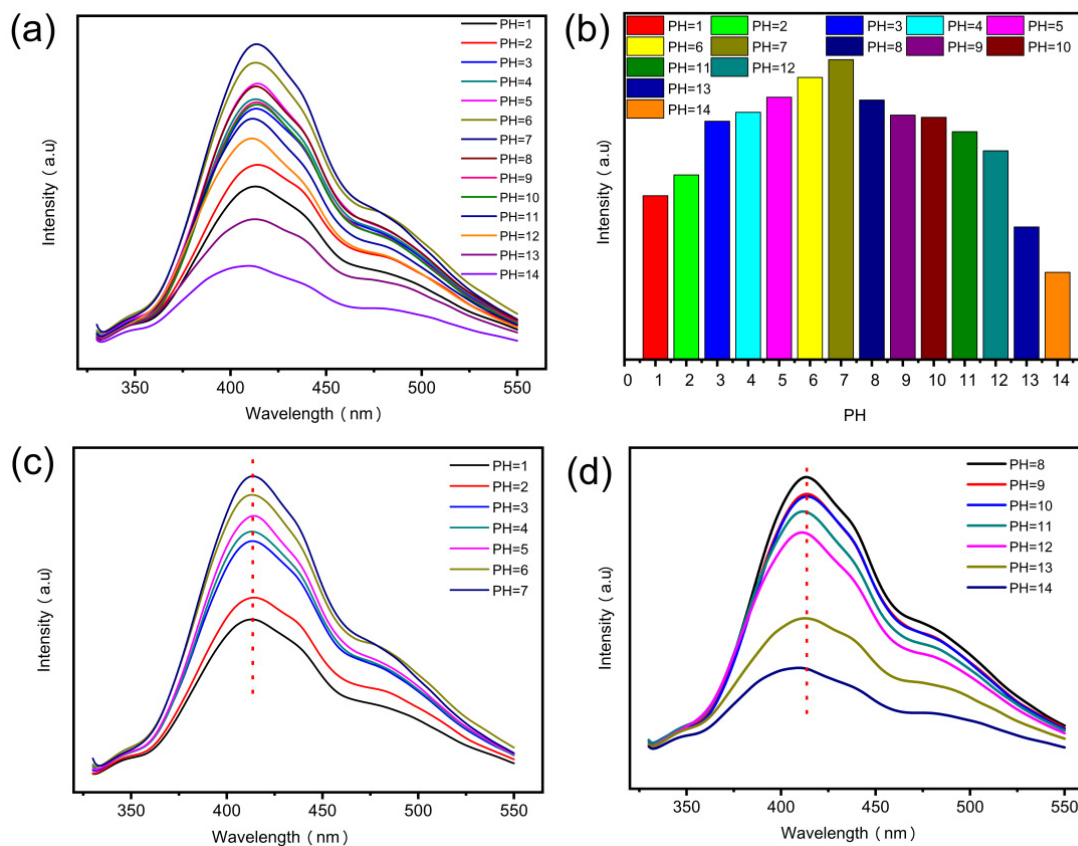 (a)
PH=1
PH=2
PH=3
PH=4
PH=5
PH=6
PH=7
PH=8
PH=9
PH=10
PH=11
PH=12
PH=13
PH=14
Intensity（a.u）
350 400 450 500 550
Wavelength（nm）
(b)
PH=1 PH=2 PH=3 PH=4 PH=5
PH=6 PH=7 PH=8 PH=9 PH=10
PH=11 PH=12
PH=13
PH=14
Intensity（a.u）
0 1 2 3 4 5 6 7 8 9 10 11 12 13 14
PH
(c)
PH=1
PH=2
PH=3
PH=4
PH=5
PH=6
PH=7
Intensity（a.u）
350 400 450 500 550
Wavelength（nm）
(d)
PH=8
PH=9
PH=10
PH=11
PH=12
PH=13
PH=14
Intensity（a.u）
350 400 450 500 550
Wavelength（nm）